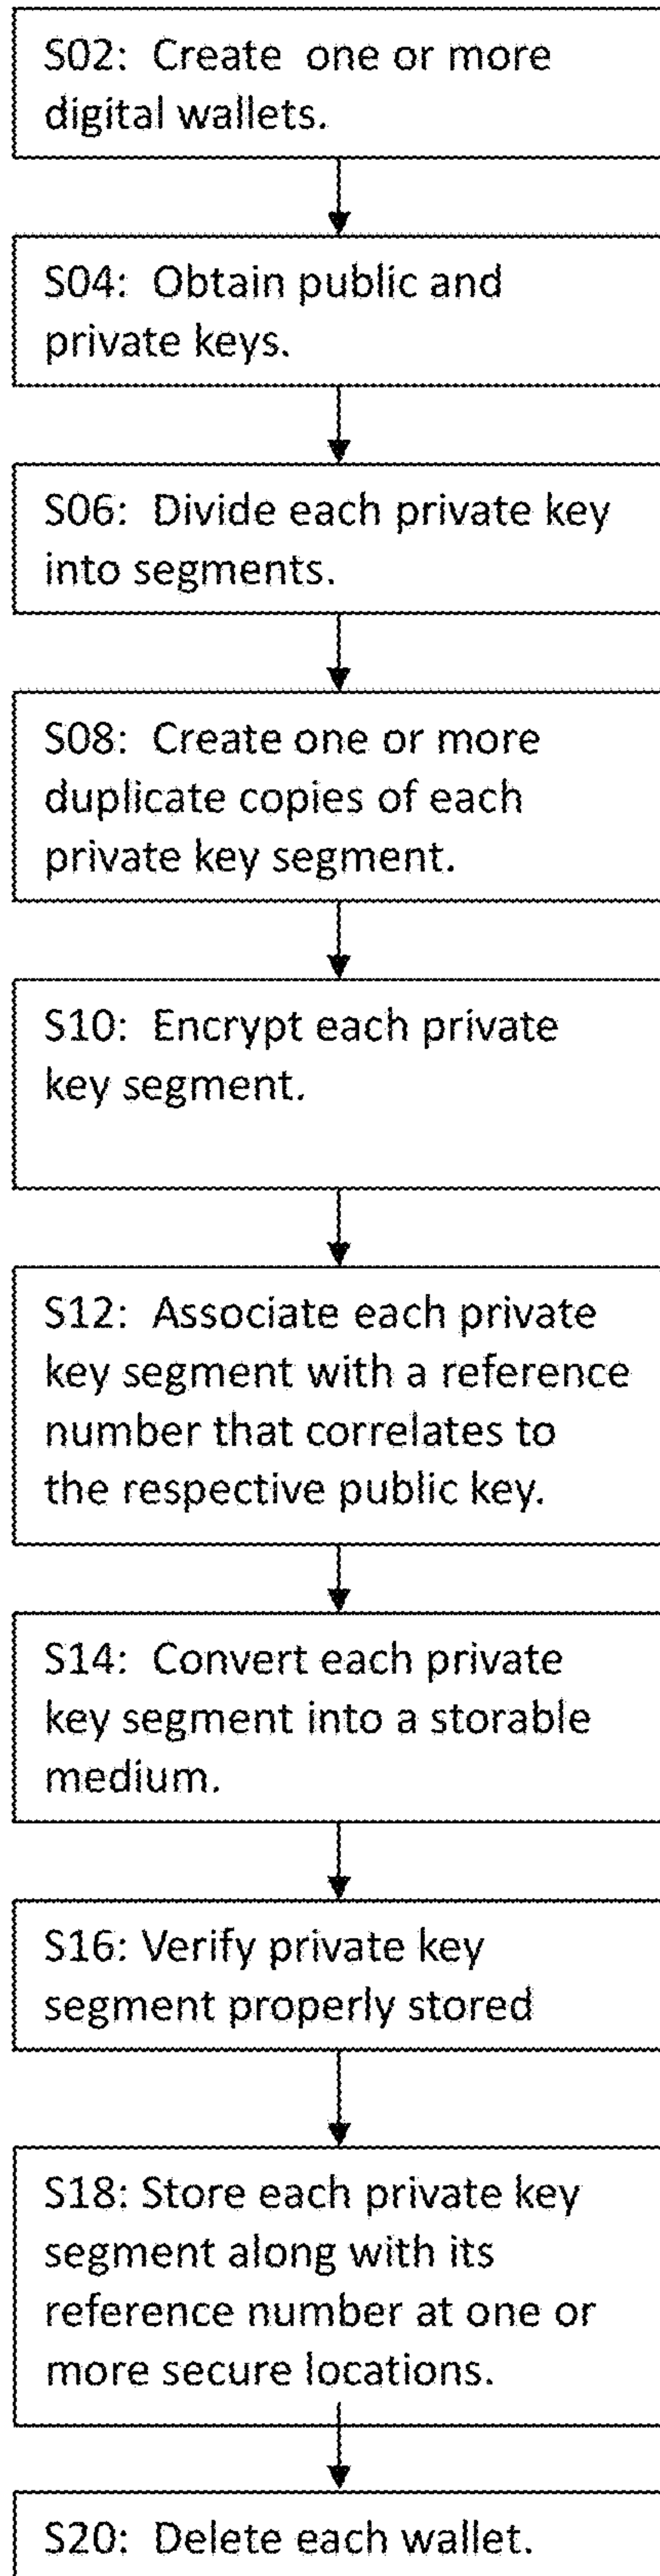 S02:  Create  one or more
digital wallets.
S04:  Obtain public and
private keys.
S06:  Divide each private key
into segments.
S08:  Create one or more
duplicate copies of each
private key segment.
S10:  Encrypt each private
key segment.
S12:  Associate each private
key segment with a reference
number that correlates to
the respective public key.
S14:  Convert each private
key segment into a storable
medium.
S16: Verify private key
segment properly stored
S18: Store each private key
segment along with its
reference number at one or
more secure locations.
S20:  Delete each wallet.